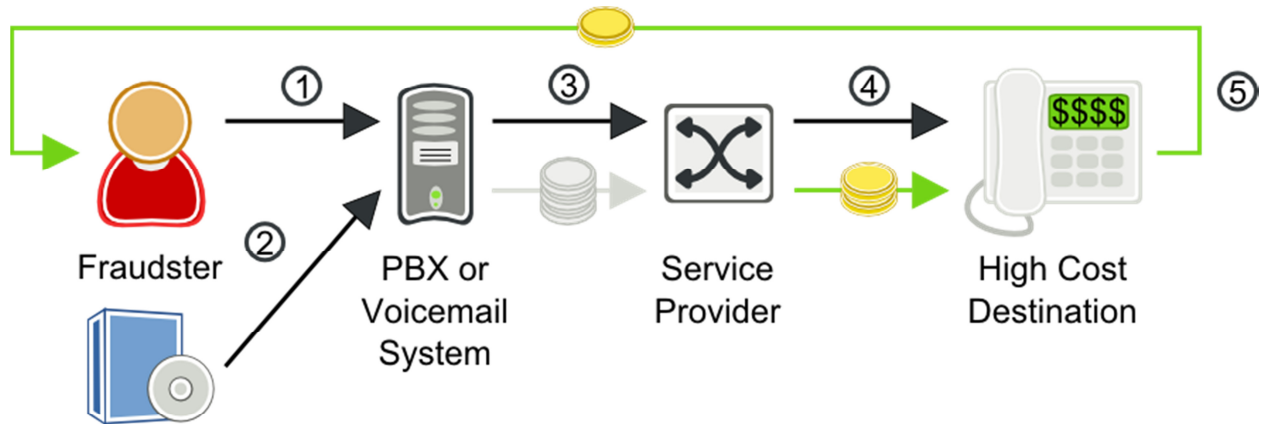 ①
③
④
$$$$
⑤
②
Fraudster
PBX or
Voicemail
System
Service
Provider
High Cost
Destination